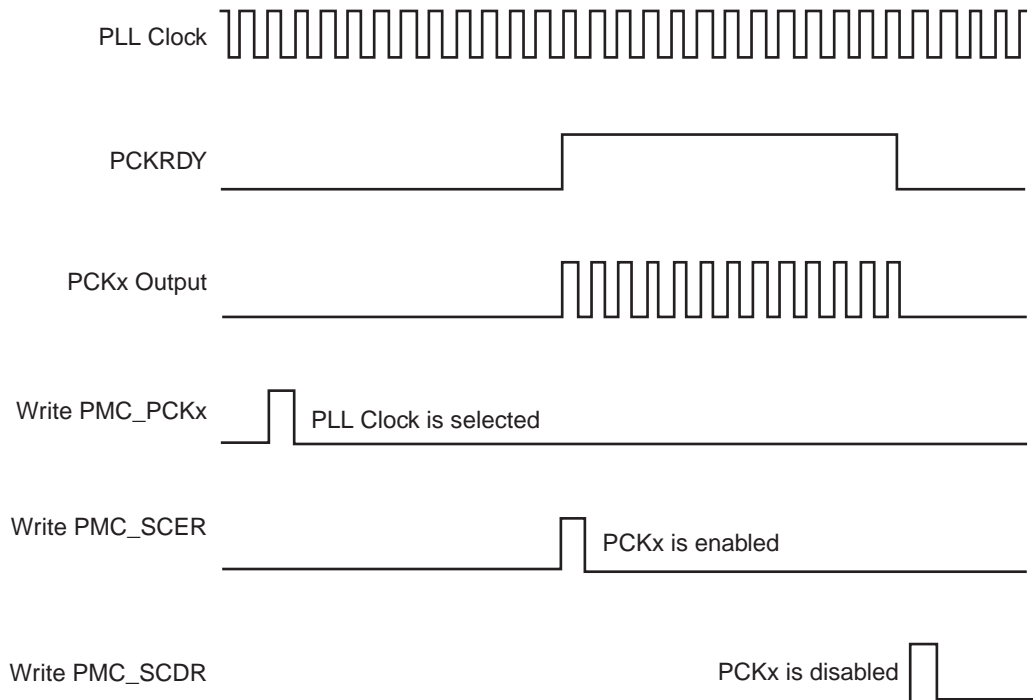 PLL Clock
PCKRDY
PCKx Output
Write PMC_PCKx
PLL Clock is selected
Write PMC_SCER
PCKx is enabled
Write PMC_SCDR
PCKx is disabled